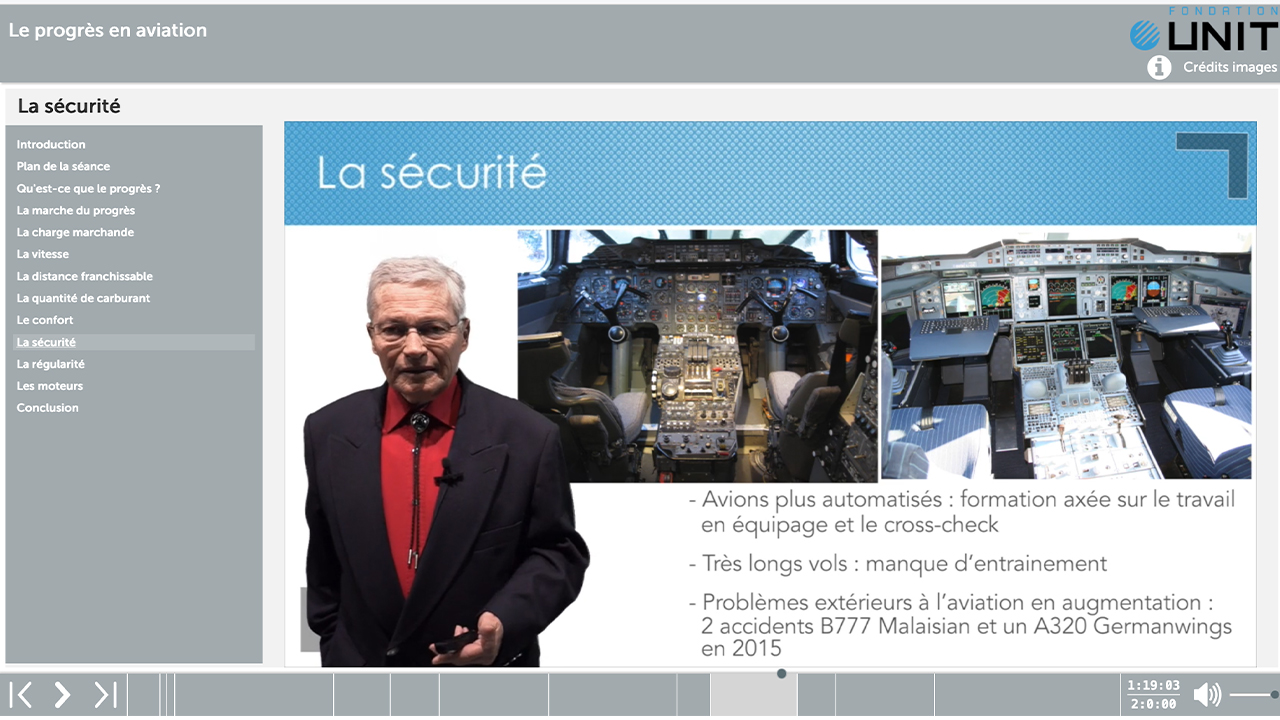 Le progrès en aviation
FONDATION
UNIT
Crédits images
La sécurité
Introduction
Plan de la séance
Qu'est-ce que le progrès ?
La marche du progrès
La charge marchande
La vitesse
La distance franchissable
La quantité de carburant
Le confort
La sécurité
La régularité
Les moteurs
Conclusion
La sécurité
- Avions plus automatisés : formation axée sur le travail
en équipage et le cross-check
- Très longs vols : manque d'entrainement
- Problèmes extérieurs à l'aviation en augmentation :
2 accidents B777 Malaisian et un A320 Germanwings
en 2015
1:19:03
2:0:00